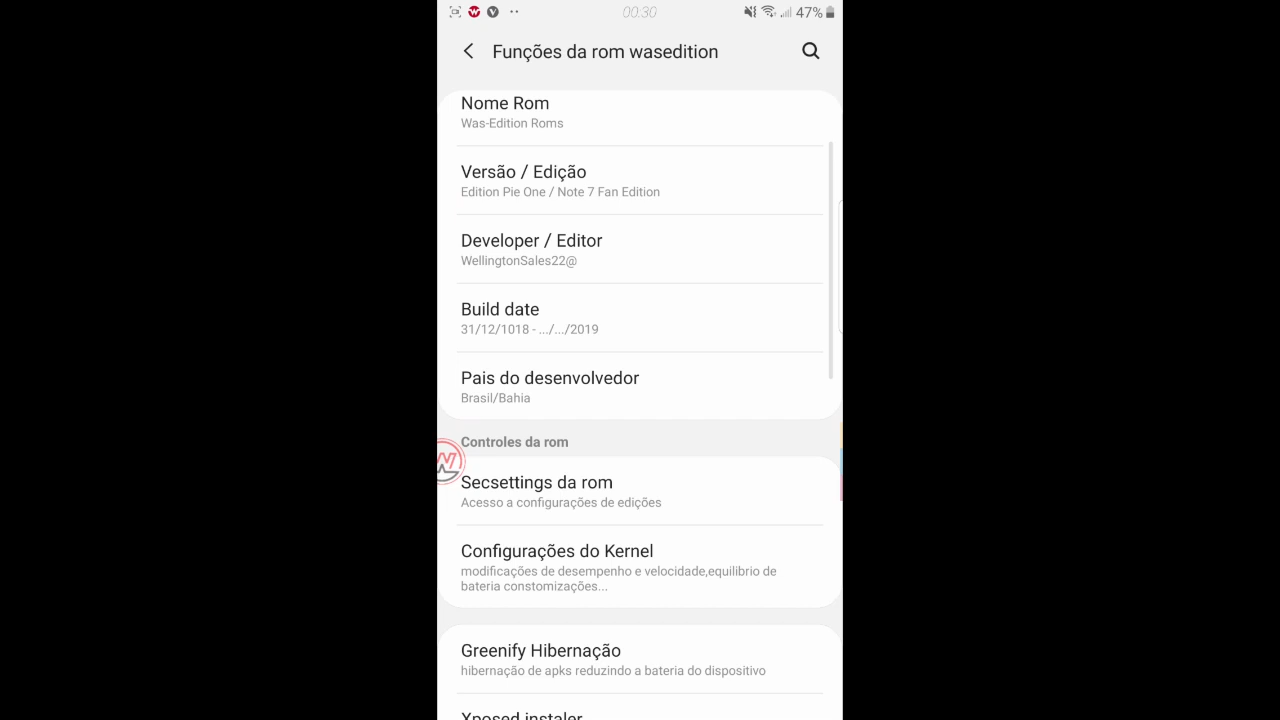 00:30
47%
Funções da rom wasedition
Nome Rom
Was-Edition Roms
Versão / Edição
Edition Pie One / Note 7 Fan Edition
Developer / Editor
WellingtonSales22@
Build date
31/12/1018 - .../.../2019
Pais do desenvolvedor
Brasil/Bahia
Controles da rom
Secsettings da rom
Acesso a configurações de edições
Configurações do Kernel
modificações de desempenho e velocidade,equilibrio de
bateria constomizações...
Greenify Hibernação
hibernação de apks reduzindo a bateria do dispositivo
Xposed instaler